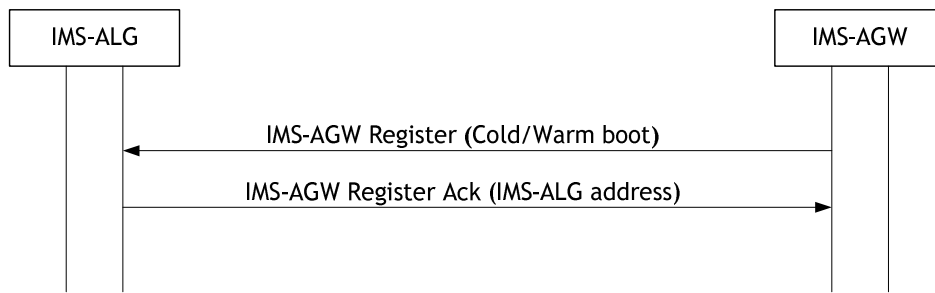 IMS-ALG
IMS-AGW
IMS-AGW Register (Cold/Warm boot)
IMS-AGW Register Ack (IMS-ALG address)